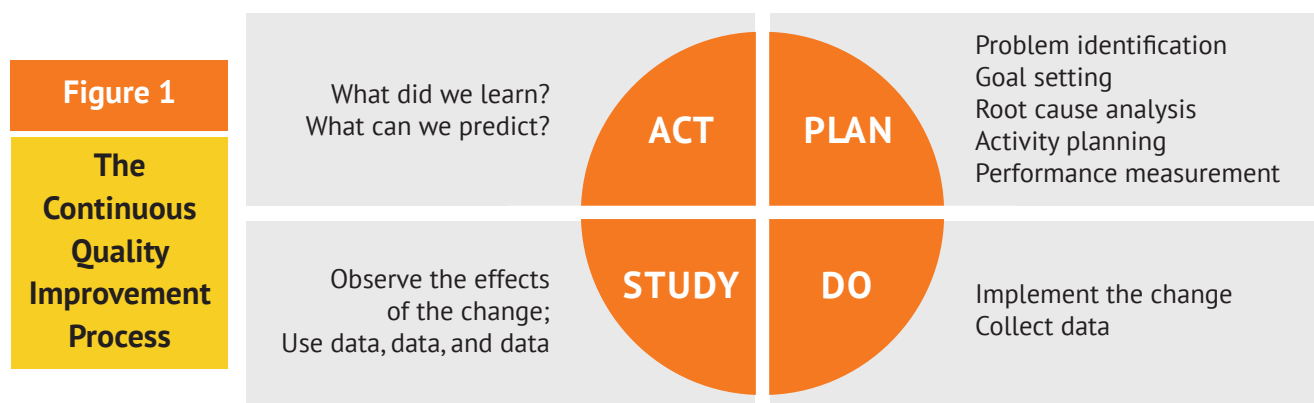 Figure 1
The
Continuous
Quality
Improvement
Process
What did we learn?
What can we predict?
ACT
PLAN
Problem identification
Goal setting
Root cause analysis
Activity planning
Performance measurement
Observe the effects
of the change;
Use data, data, and data
STUDY
DO
Implement the change
Collect data